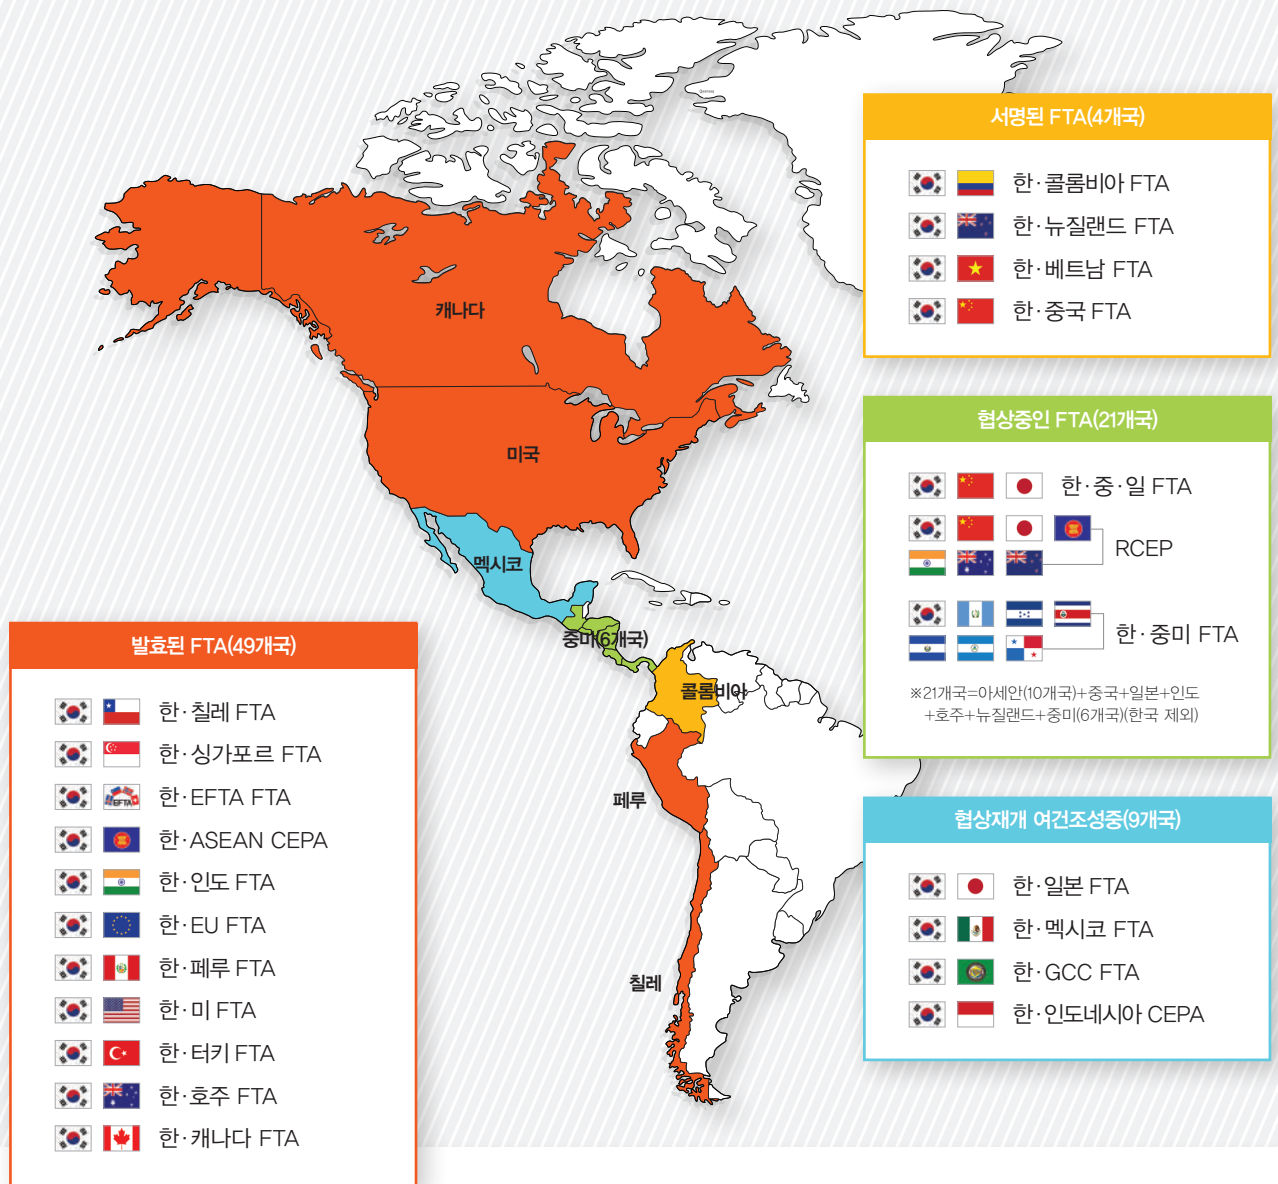 서명된 FTA(4개국)
한·콜롬비아 FTA
한·뉴질랜드 FTA
한·베트남 FTA
한·중국 FTA
캐나다
미국
멕시코
중미(6개국)
콜롬비아
페루
칠레
협상중인 FTA(21개국)
한·중·일 FTA
RCEP
한·중미 FTA
※21개국=아세안(10개국)+중국+일본+인도
+호주+뉴질랜드+중미(6개국)(한국 제외)
발효된 FTA(49개국)
한·칠레 FTA
한·싱가포르 FTA
EFTA
한·EFTA FTA
한·ASEAN CEPA
한·인도 FTA
한·EU FTA
한·페루 FTA
한·미 FTA
한·터키 FTA
한·호주 FTA
한·캐나다 FTA
협상재개 여건조성중(9개국)
한·일본 FTA
한·멕시코 FTA
한·GCC FTA
한·인도네시아 CEPA